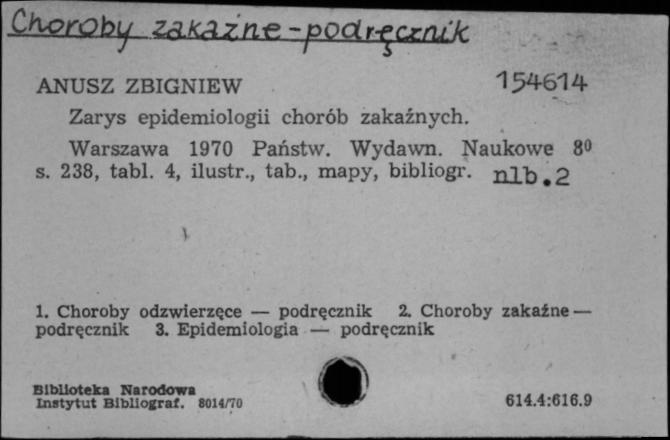 Choroby zakaźne-podręcznik
ANUSZ ZBIGNIEW 154614
Zarys epidemiologii chorób zakaźnych.
Warszawa 1970 Państw. Wydawn. Naukowe 8⁰
s. 238, tabl. 4, ilustr., tab., mapy, bibliogr. nlb.2
1. Choroby odzwierzęce — podręcznik 2. Choroby zakaźne —
podręcznik 3. Epidemiologia — podręcznik
Biblioteka Narodowa
Instytut Bibliograf. 8014/70
614.4:616.9